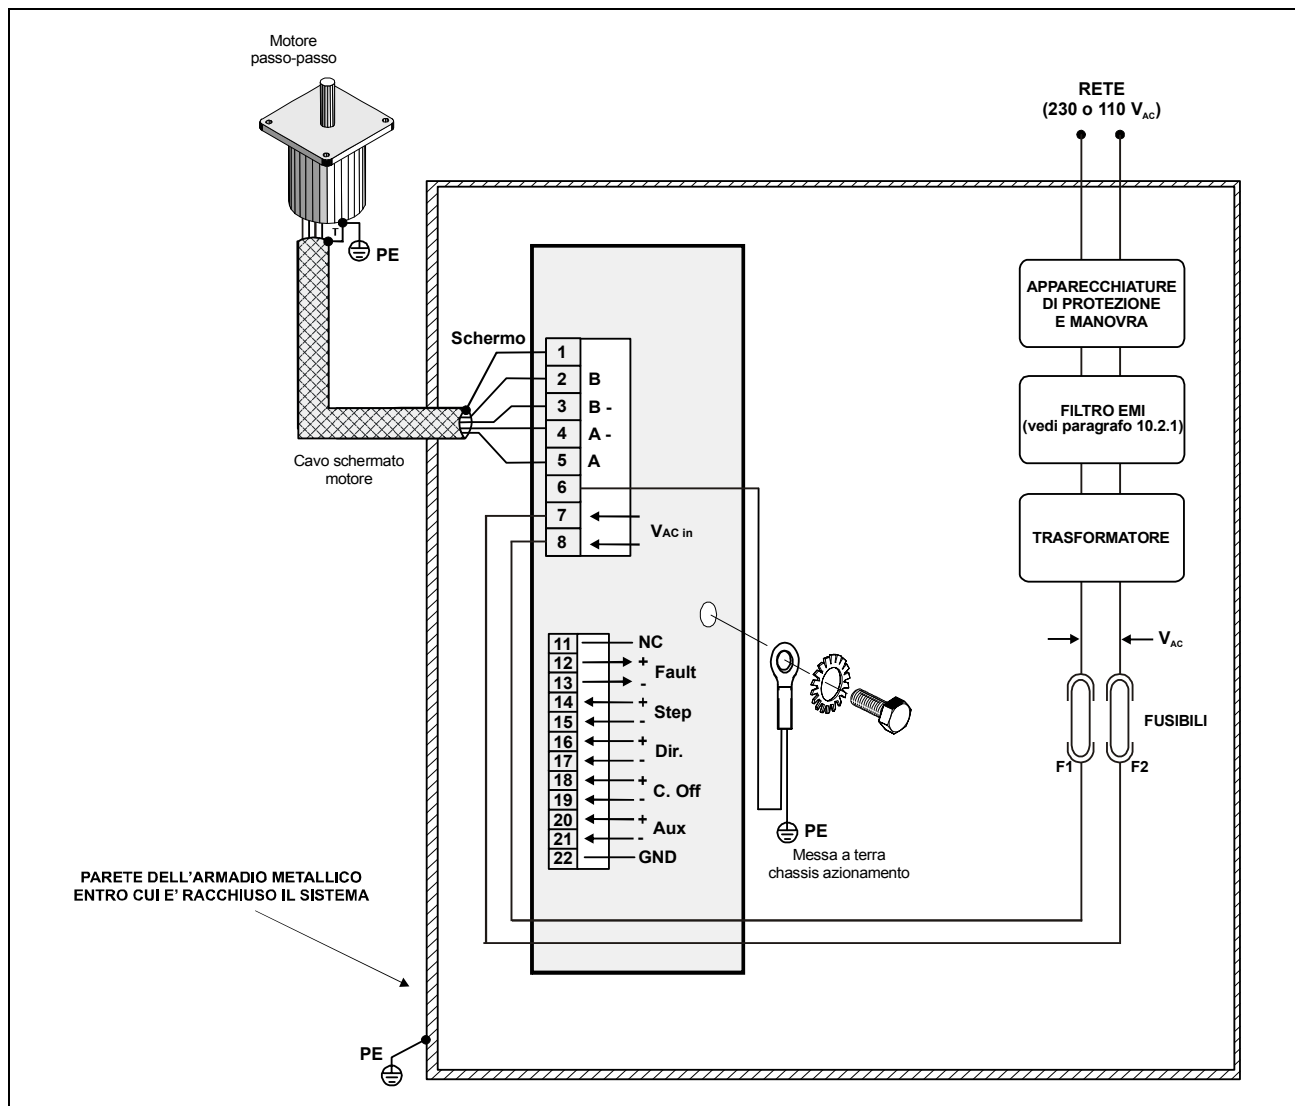 Motore
passo-passo
RETE
(230 o 110 VAC)
T
PE
APPARECCHIATURE
DI PROTEZIONE
E MANOVRA
Schermo
1
2 B
3 B -
4 A -
5 A
6
7
8
VAC in
FILTRO EMI
(vedi paragrafo 10.2.1)
Cavo schermato
motore
TRASFORMATORE
VAC
11 NC
12 +
Fault
13 -
14 +
Step
15 -
16 +
Dir.
17 -
18 +
C. Off
19 -
20 +
Aux
21 -
22 GND
FUSIBILI
F1
F2
PE
Messa a terra
chassis azionamento
PARETE DELL'ARMADIO METALLICO
ENTRO CUI E' RACCHIUSO IL SISTEMA
PE